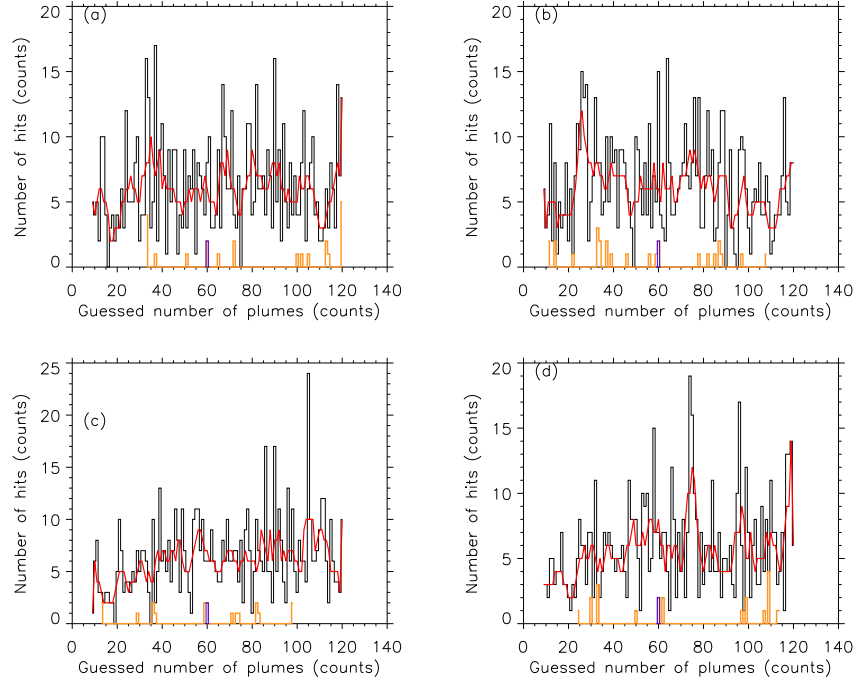 20 (a) 20 (b)
Number of hits (counts) Number of hits (counts)
15 15
10 10
5 5
0 0
0 20 40 60 80 100 120 140 0 20 40 60 80 100 120 140
Guessed number of plumes (counts) Guessed number of plumes (counts)
25 20 (d)
(c)
Number of hits (counts) Number of hits (counts)
20 15
15 10
10 5
5 0
0
0 20 40 60 80 100 120 140 0 20 40 60 80 100 120 140
Guessed number of plumes (counts) Guessed number of plumes (counts)